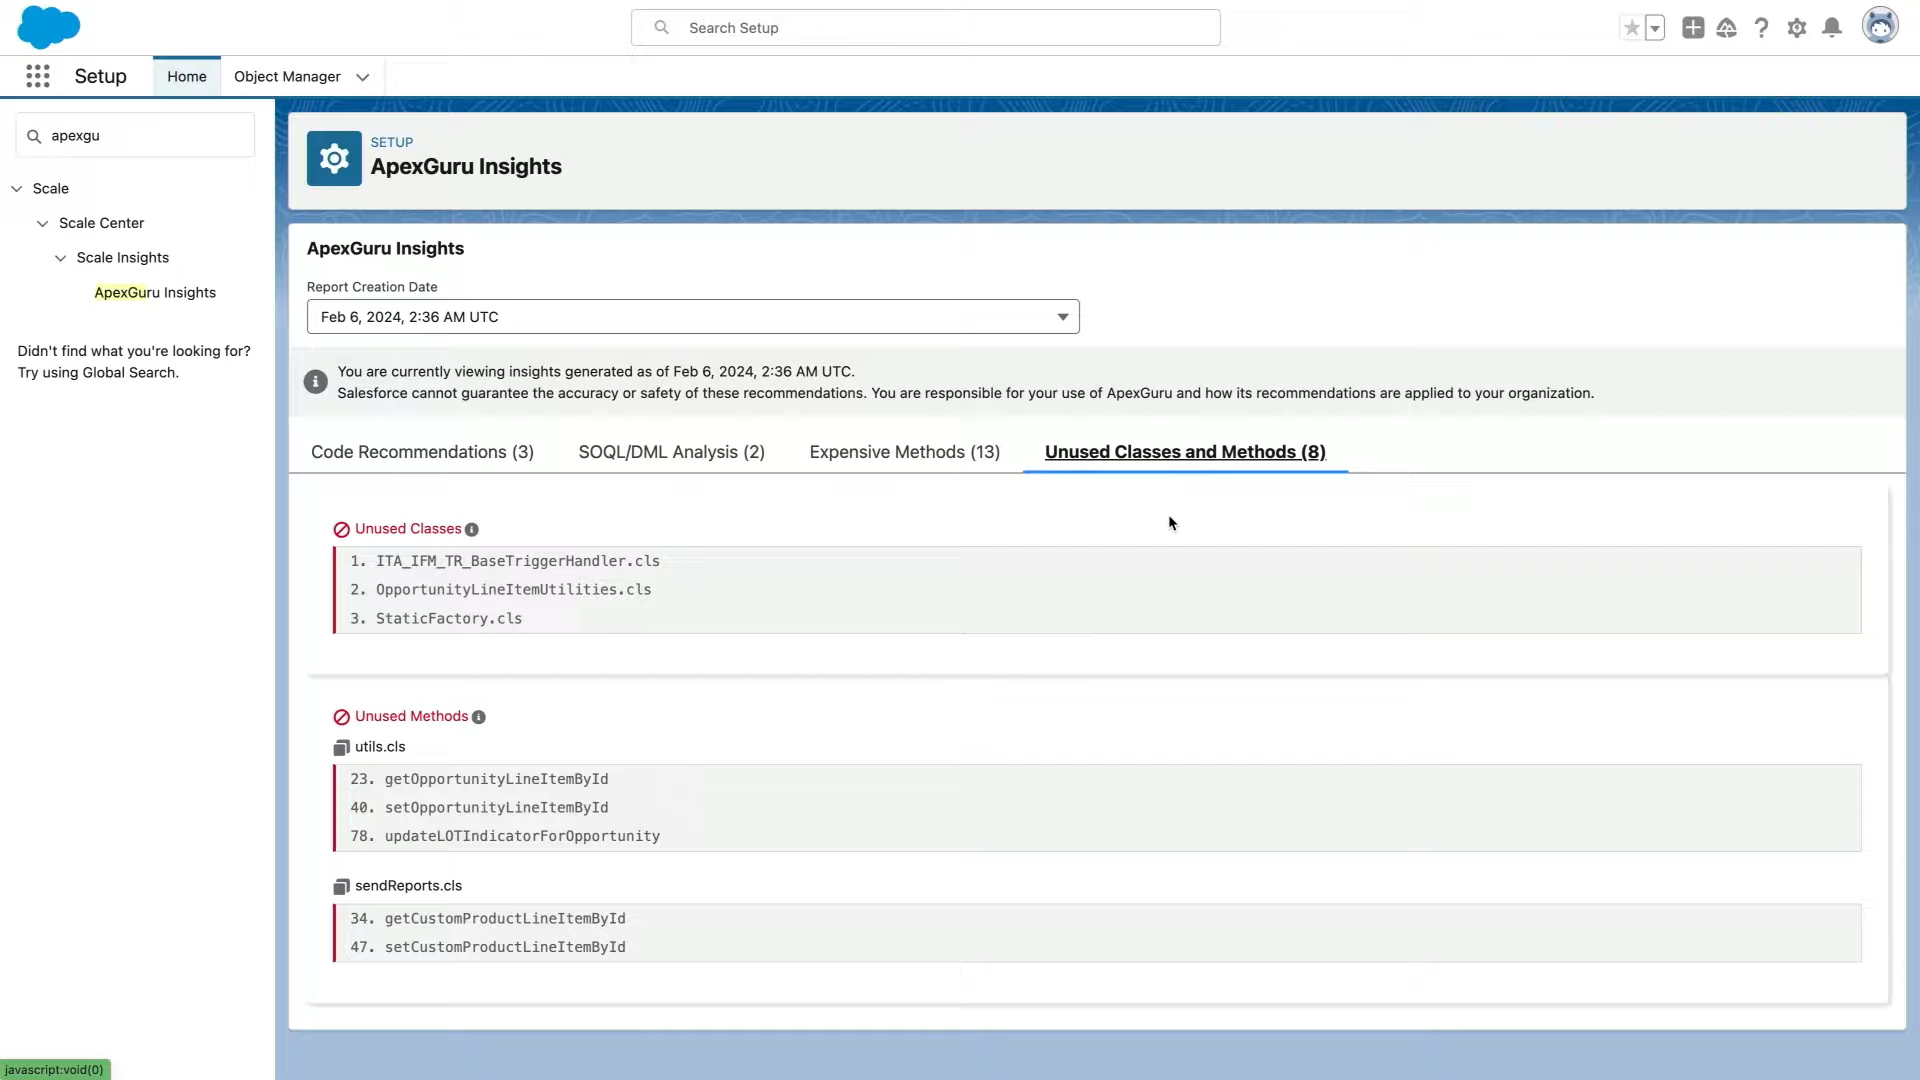 Search Setup
Setup
Home
Object Manager
apexgu
Scale
Scale Center
Scale Insights
ApexGuru Insights
Didn't find what you're looking for?
Try using Global Search.
SETUP
ApexGuru Insights
ApexGuru Insights
Report Creation Date
Feb 6, 2024, 2:36 AM UTC
You are currently viewing insights generated as of Feb 6, 2024, 2:36 AM UTC.
Salesforce cannot guarantee the accuracy or safety of these recommendations. You are responsible for your use of ApexGuru and how its recommendations are applied to your organization.
Code Recommendations (3) SOQL/DML Analysis (2) Expensive Methods (13) Unused Classes and Methods (8)
Unused Classes
1. ITA_IFM_TR_BaseTriggerHandler.cls
2. OpportunityLineItemUtilities.cls
3. StaticFactory.cls
Unused Methods
utils.cls
23. getOpportunityLineItemById
40. setOpportunityLineItemById
78. updateLOTIndicatorForOpportunity
sendReports.cls
34. getCustomProductLineItemById
47. setCustomProductLineItemById
javascript:void(0)